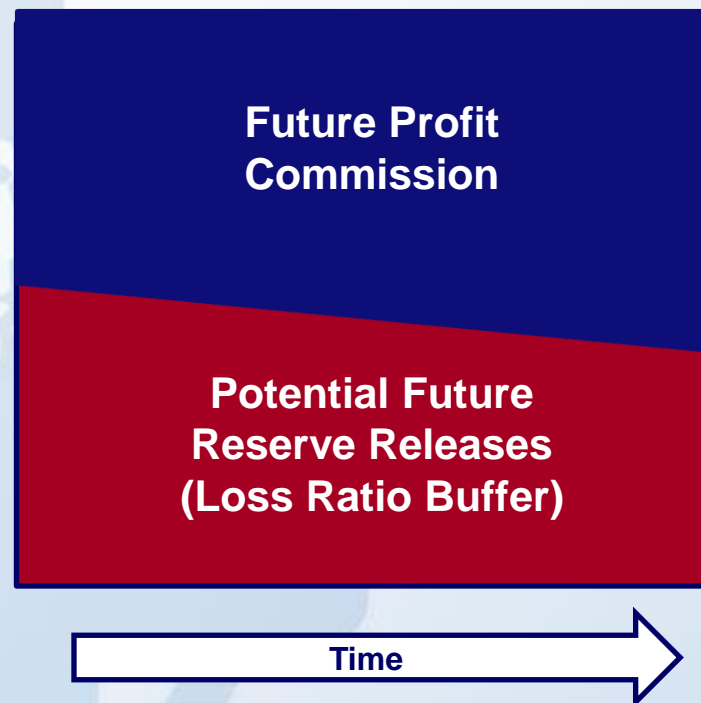 Future Profit
Commission
Potential Future
Reserve Releases
(Loss Ratio Buffer)
Time